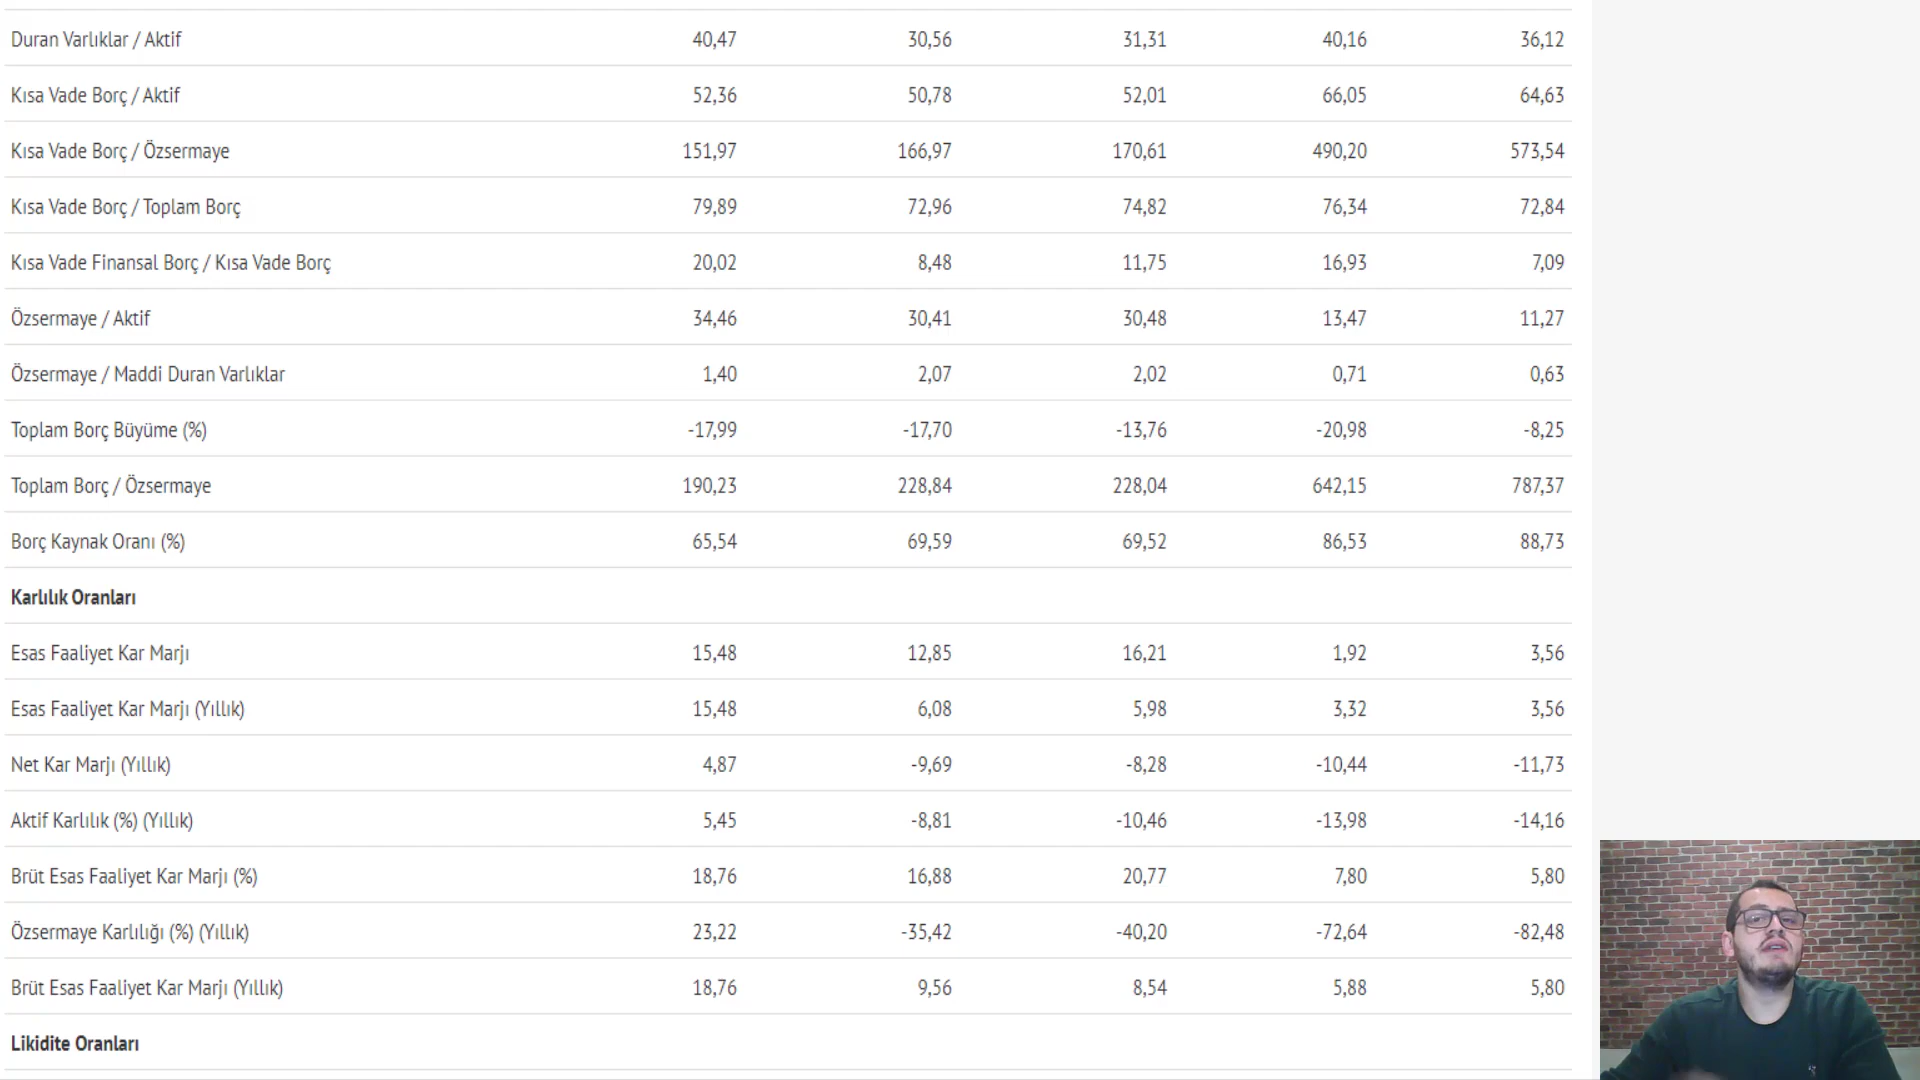 Duran Varlıklar / Aktif 40,47 30,56 31,31 40,16 36,12
Kısa Vade Borç / Aktif 52,36 50,78 52,01 66,05 64,63
Kısa Vade Borç / Özsermaye 151,97 166,97 170,61 490,20 573,54
Kısa Vade Borç / Toplam Borç 79,89 72,96 74,82 76,34 72,84
Kısa Vade Finansal Borç / Kısa Vade Borç 20,02 8,48 11,75 16,93 7,09
Özsermaye / Aktif 34,46 30,41 30,48 13,47 11,27
Özsermaye / Maddi Duran Varlıklar 1,40 2,07 2,02 0,71 0,63
Toplam Borç Büyüme (%) -17,99 -17,70 -13,76 -20,98 -8,25
Toplam Borç / Özsermaye 190,23 228,84 228,04 642,15 787,37
Borç Kaynak Oranı (%) 65,54 69,59 69,52 86,53 88,73
Karlılık Oranları
Esas Faaliyet Kar Marjı 15,48 12,85 16,21 1,92 3,56
Esas Faaliyet Kar Marjı (Yıllık) 15,48 6,08 5,98 3,32 3,56
Net Kar Marjı (Yıllık) 4,87 -9,69 -8,28 -10,44 -11,73
Aktif Karlılık (%) (Yıllık) 5,45 -8,81 -10,46 -13,98 -14,16
Brüt Esas Faaliyet Kar Marjı (%) 18,76 16,88 20,77 7,80 5,80
Özsermaye Karlılığı (%) (Yıllık) 23,22 -35,42 -40,20 -72,64 -82,48
Brüt Esas Faaliyet Kar Marjı (Yıllık) 18,76 9,56 8,54 5,88 5,80
Likidite Oranları